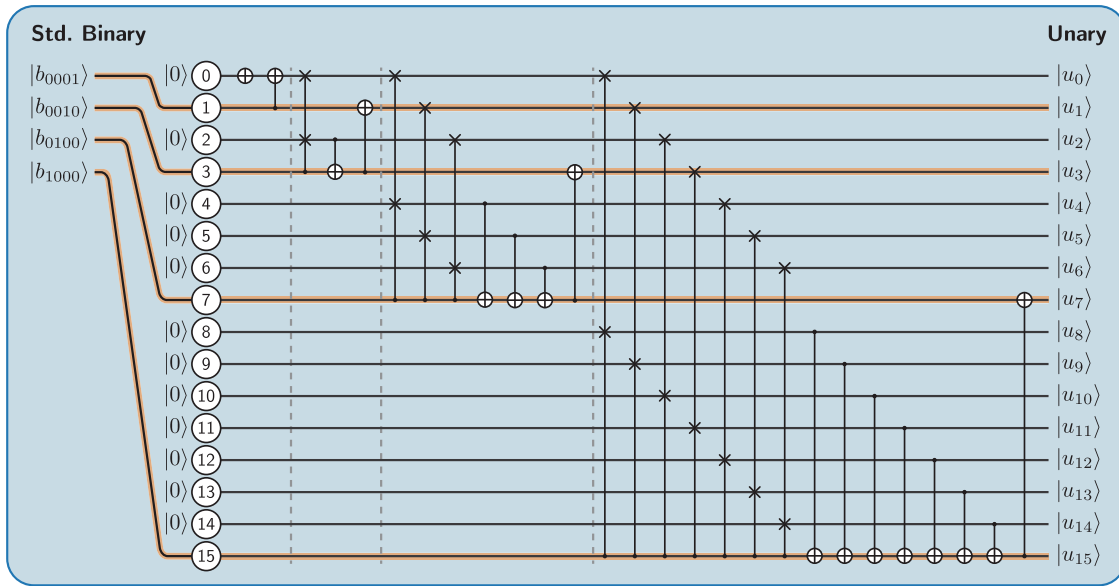 Std. Binary Unary
|b₀₀₀₁⟩ |0⟩ 0 |u₀⟩
|b₀₀₁₀⟩ 1 |u₁⟩
|b₀₁₀₀⟩ |0⟩ 2 |u₂⟩
|b₁₀₀₀⟩ 3 |u₃⟩
|0⟩ 4 |u₄⟩
|0⟩ 5 |u₅⟩
|0⟩ 6 |u₆⟩
7 |u₇⟩
|0⟩ 8 |u₈⟩
|0⟩ 9 |u₉⟩
|0⟩ 10 |u₁₀⟩
|0⟩ 11 |u₁₁⟩
|0⟩ 12 |u₁₂⟩
|0⟩ 13 |u₁₃⟩
|0⟩ 14 |u₁₄⟩
15 |u₁₅⟩